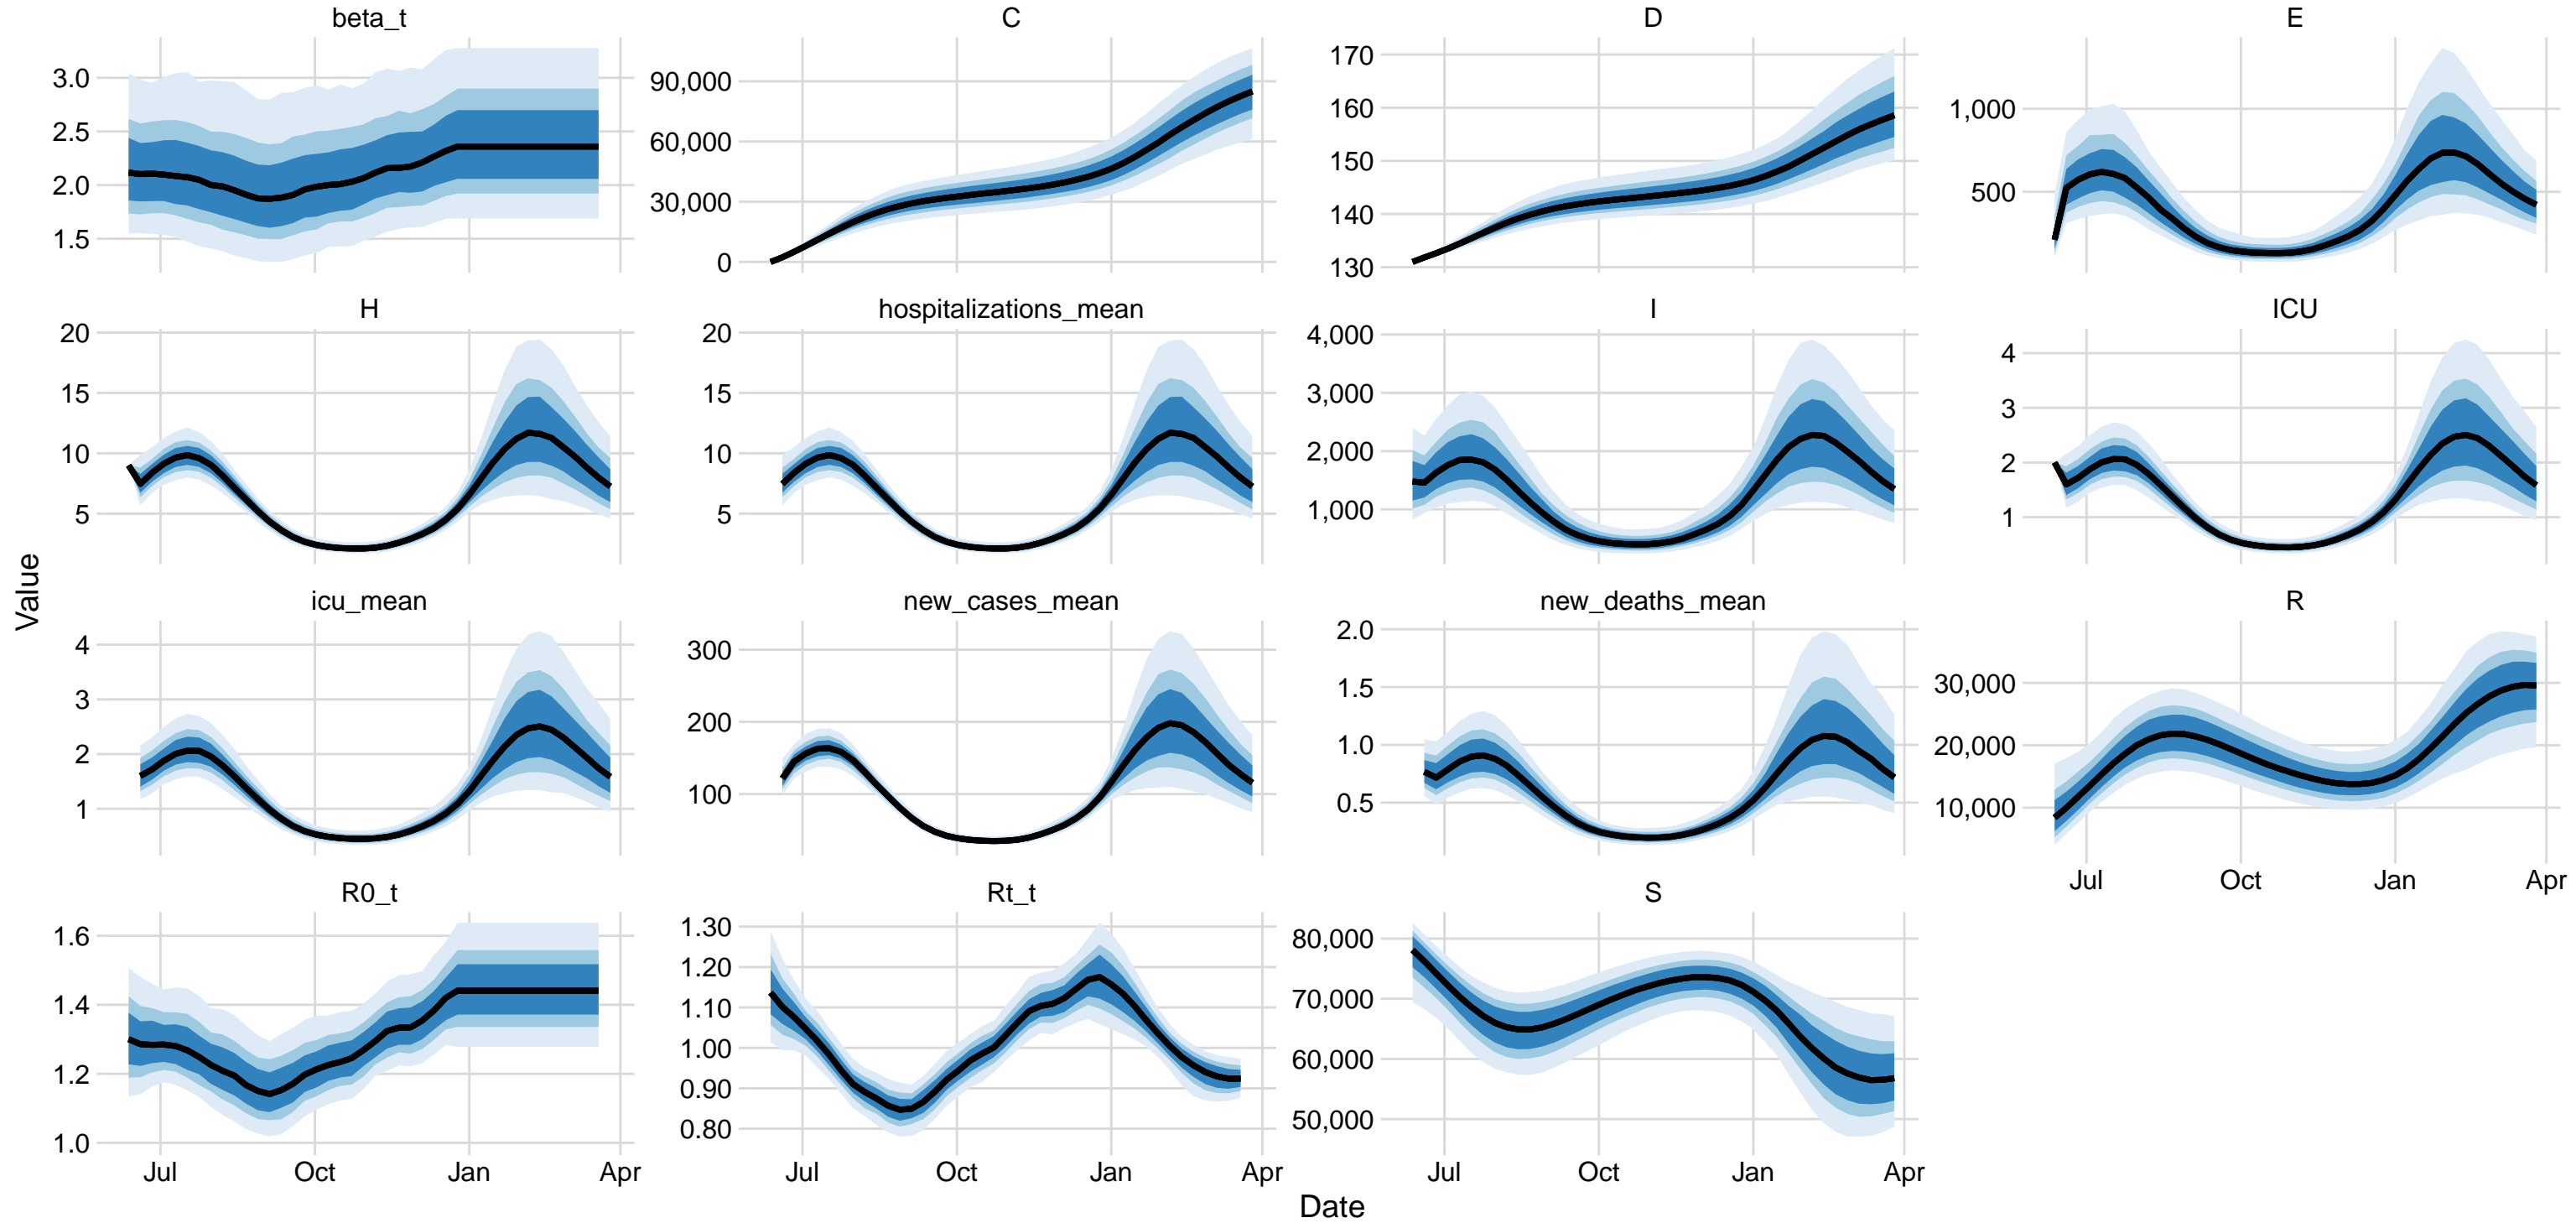 beta_t
C
D
E
3.0
2.5
2.0
1.5
90,000
60,000
30,000
0
170
160
150
140
130
1,000
500
H
hospitalizations_mean
I
ICU
20
15
10
5
20
15
10
5
4,000
3,000
2,000
1,000
4
3
2
1
Value
icu_mean
new_cases_mean
new_deaths_mean
R
4
3
2
1
300
200
100
2.0
1.5
1.0
0.5
30,000
20,000
10,000
Jul Oct Jan Apr
R0_t
Rt_t
S
1.6
1.4
1.2
1.0
1.30
1.20
1.10
1.00
0.90
0.80
80,000
70,000
60,000
50,000
Jul Oct Jan Apr
Jul Oct Jan Apr
Jul Oct Jan Apr
Date